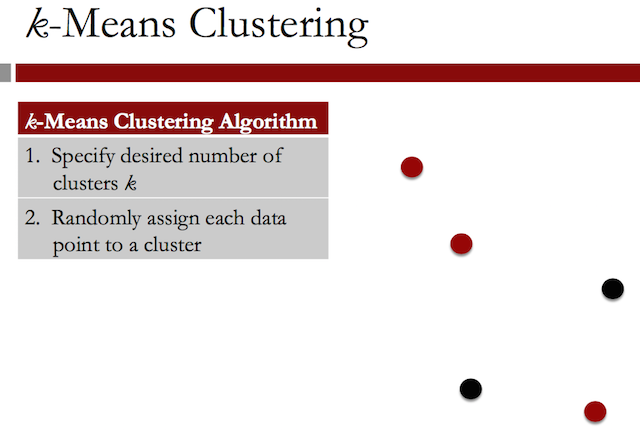 k-Means Clustering
k-Means Clustering Algorithm
1. Specify desired number of
clusters k
2. Randomly assign each data
point to a cluster